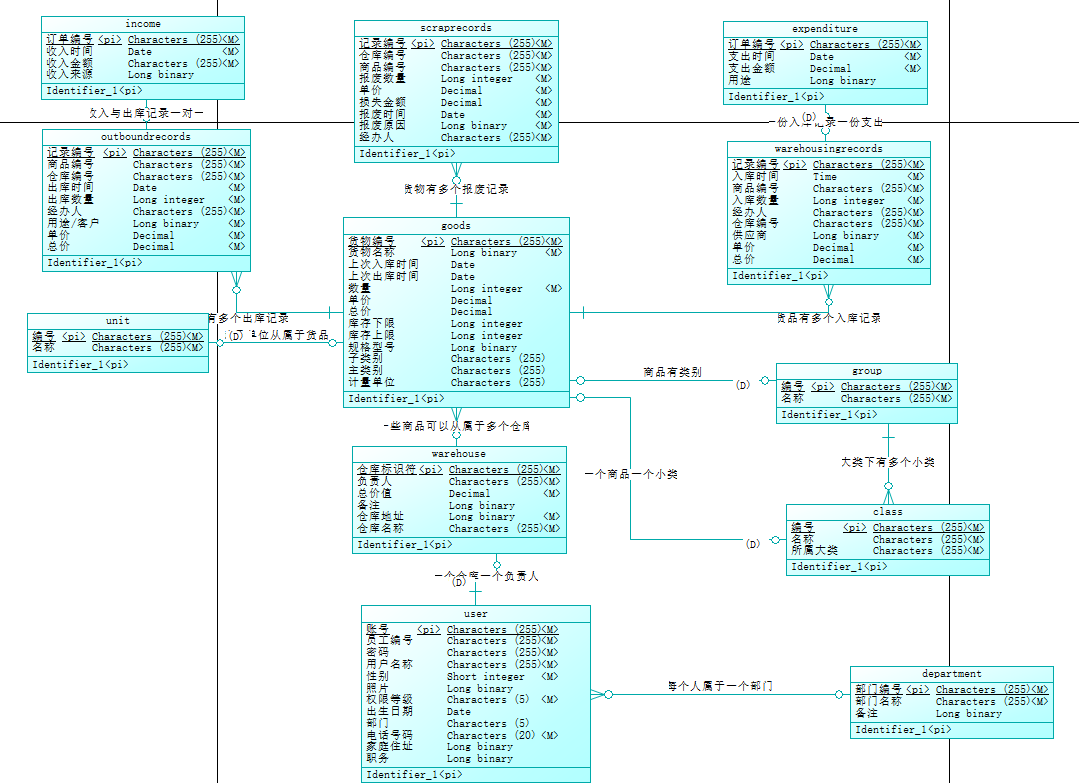 income
订单编号 <pi> Characters (255)<M>
收入时间 Date <M>
收入金额 Characters (255)<M>
收入来源 Long binary
Identifier_1<pi>
scraprecords
记录编号 <pi> Characters (255)<M>
仓库编号 Characters (255)<M>
商品编号 Characters (255)<M>
报废数量 Long integer <M>
单价 Decimal <M>
损失金额 Decimal <M>
报废时间 Date <M>
报废原因 Long binary <M>
经办人 Characters (255)<M>
Identifier_1<pi>
expenditure
订单编号 <pi> Characters (255)<M>
支出时间 Date <M>
支出金额 Decimal <M>
用途 Long binary
Identifier_1<pi>
收入与出库记录一对一
(D)
一份入库记录一份支出
outboundrecords
记录编号 <pi> Characters (255)<M>
商品编号 Characters (255)<M>
仓库编号 Characters (255)<M>
出库时间 Date <M>
出库数量 Long integer <M>
经办人 Characters (255)<M>
用途/客户 Long binary <M>
单价 Decimal <M>
总价 Decimal <M>
Identifier_1<pi>
warehousingrecords
记录编号 <pi> Characters (255)<M>
入库时间 Time <M>
商品编号 Characters (255)<M>
入库数量 Long integer <M>
经办人 Characters (255)<M>
仓库编号 Characters (255)<M>
供应商 Long binary <M>
单价 Decimal <M>
总价 Decimal <M>
Identifier_1<pi>
货物有多个报废记录
goods
货物编号 <pi> Characters (255)<M>
货物名称 Long binary <M>
上次入库时间 Date
上次出库时间 Date
数量 Long integer <M>
单价 Decimal
总价 Decimal
库存下限 Long integer
库存上限 Long integer
规格型号 Long binary
子类别 Characters (255)
主类别 Characters (255)
计量单位 Characters (255)
Identifier_1<pi>
有多个出库记录
货品有多个入库记录
unit
编号 <pi> Characters (255)<M>
名称 Characters (255)<M>
Identifier_1<pi>
(D) 单位从属于货品
商品有类别
(D)
group
编号 <pi> Characters (255)<M>
名称 Characters (255)<M>
Identifier_1<pi>
一些商品可以从属于多个仓库
warehouse
仓库标识符<pi> Characters (255)<M>
负责人 Characters (255)<M>
总价值 Decimal <M>
备注 Long binary
仓库地址 Long binary <M>
仓库名称 Characters (255)<M>
Identifier_1<pi>
一个商品一个小类
(D)
大类下有多个小类
class
编号 <pi> Characters (255)<M>
名称 Characters (255)<M>
所属大类 Characters (255)<M>
Identifier_1<pi>
一个仓库一个负责人
(D)
user
账号 <pi> Characters (255)<M>
员工编号 Characters (255)<M>
密码 Characters (255)<M>
用户名称 Characters (255)<M>
性别 Short integer <M>
照片 Long binary
权限等级 Characters (5) <M>
出生日期 Date
部门 Characters (5)
电话号码 Characters (20) <M>
家庭住址 Long binary
职务 Long binary
Identifier_1<pi>
每个人属于一个部门
department
部门编号 <pi> Characters (255)<M>
部门名称 Characters (255)<M>
备注 Long binary
Identifier_1<pi>